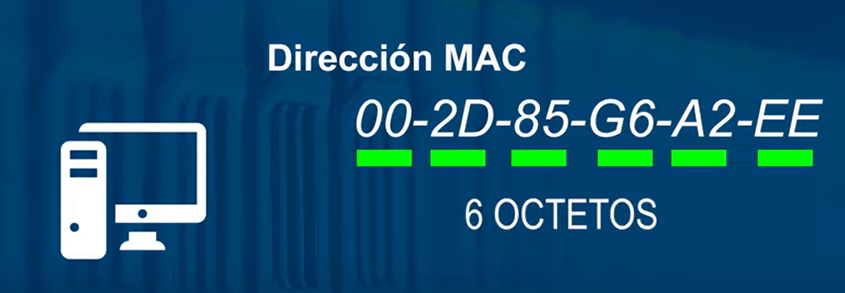 Dirección MAC
00-2D-85-G6-A2-EE
6 OCTETOS